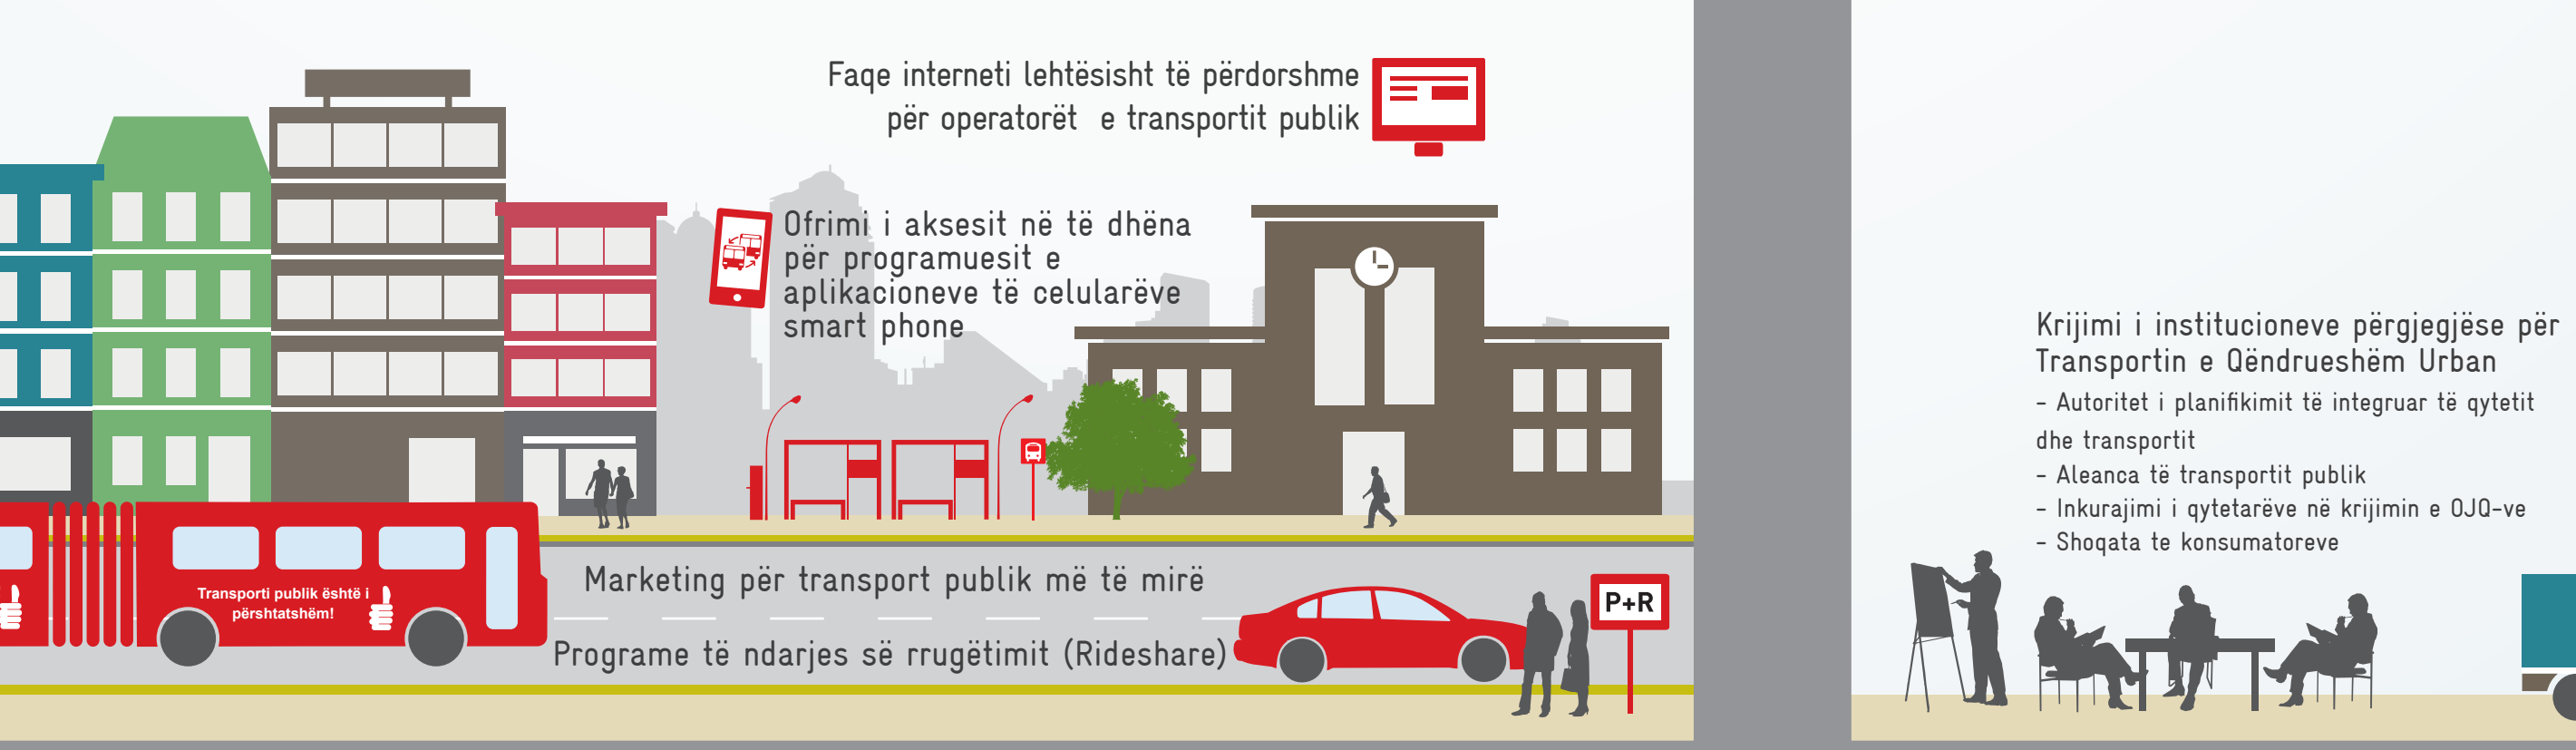 Faqe interneti lehtësisht të përdorshme
për operatorët e transportit publik
Ofrimi i aksesit në të dhëna
për programuesit e
aplikacioneve të celularëve
smart phone
Marketing për transport publik më të mirë
Transporti publik është i
përshtatshëm!
P+R
Programe të ndarjes së rrugëtimit (Rideshare)
Krijimi i institucioneve përgjegjëse për
Transportin e Qëndrueshëm Urban
- Autoritet i planifikimit të integruar të qytetit
dhe transportit
- Aleanca të transportit publik
- Inkurajimi i qytetarëve në krijimin e OJQ-ve
- Shoqata te konsumatoreve